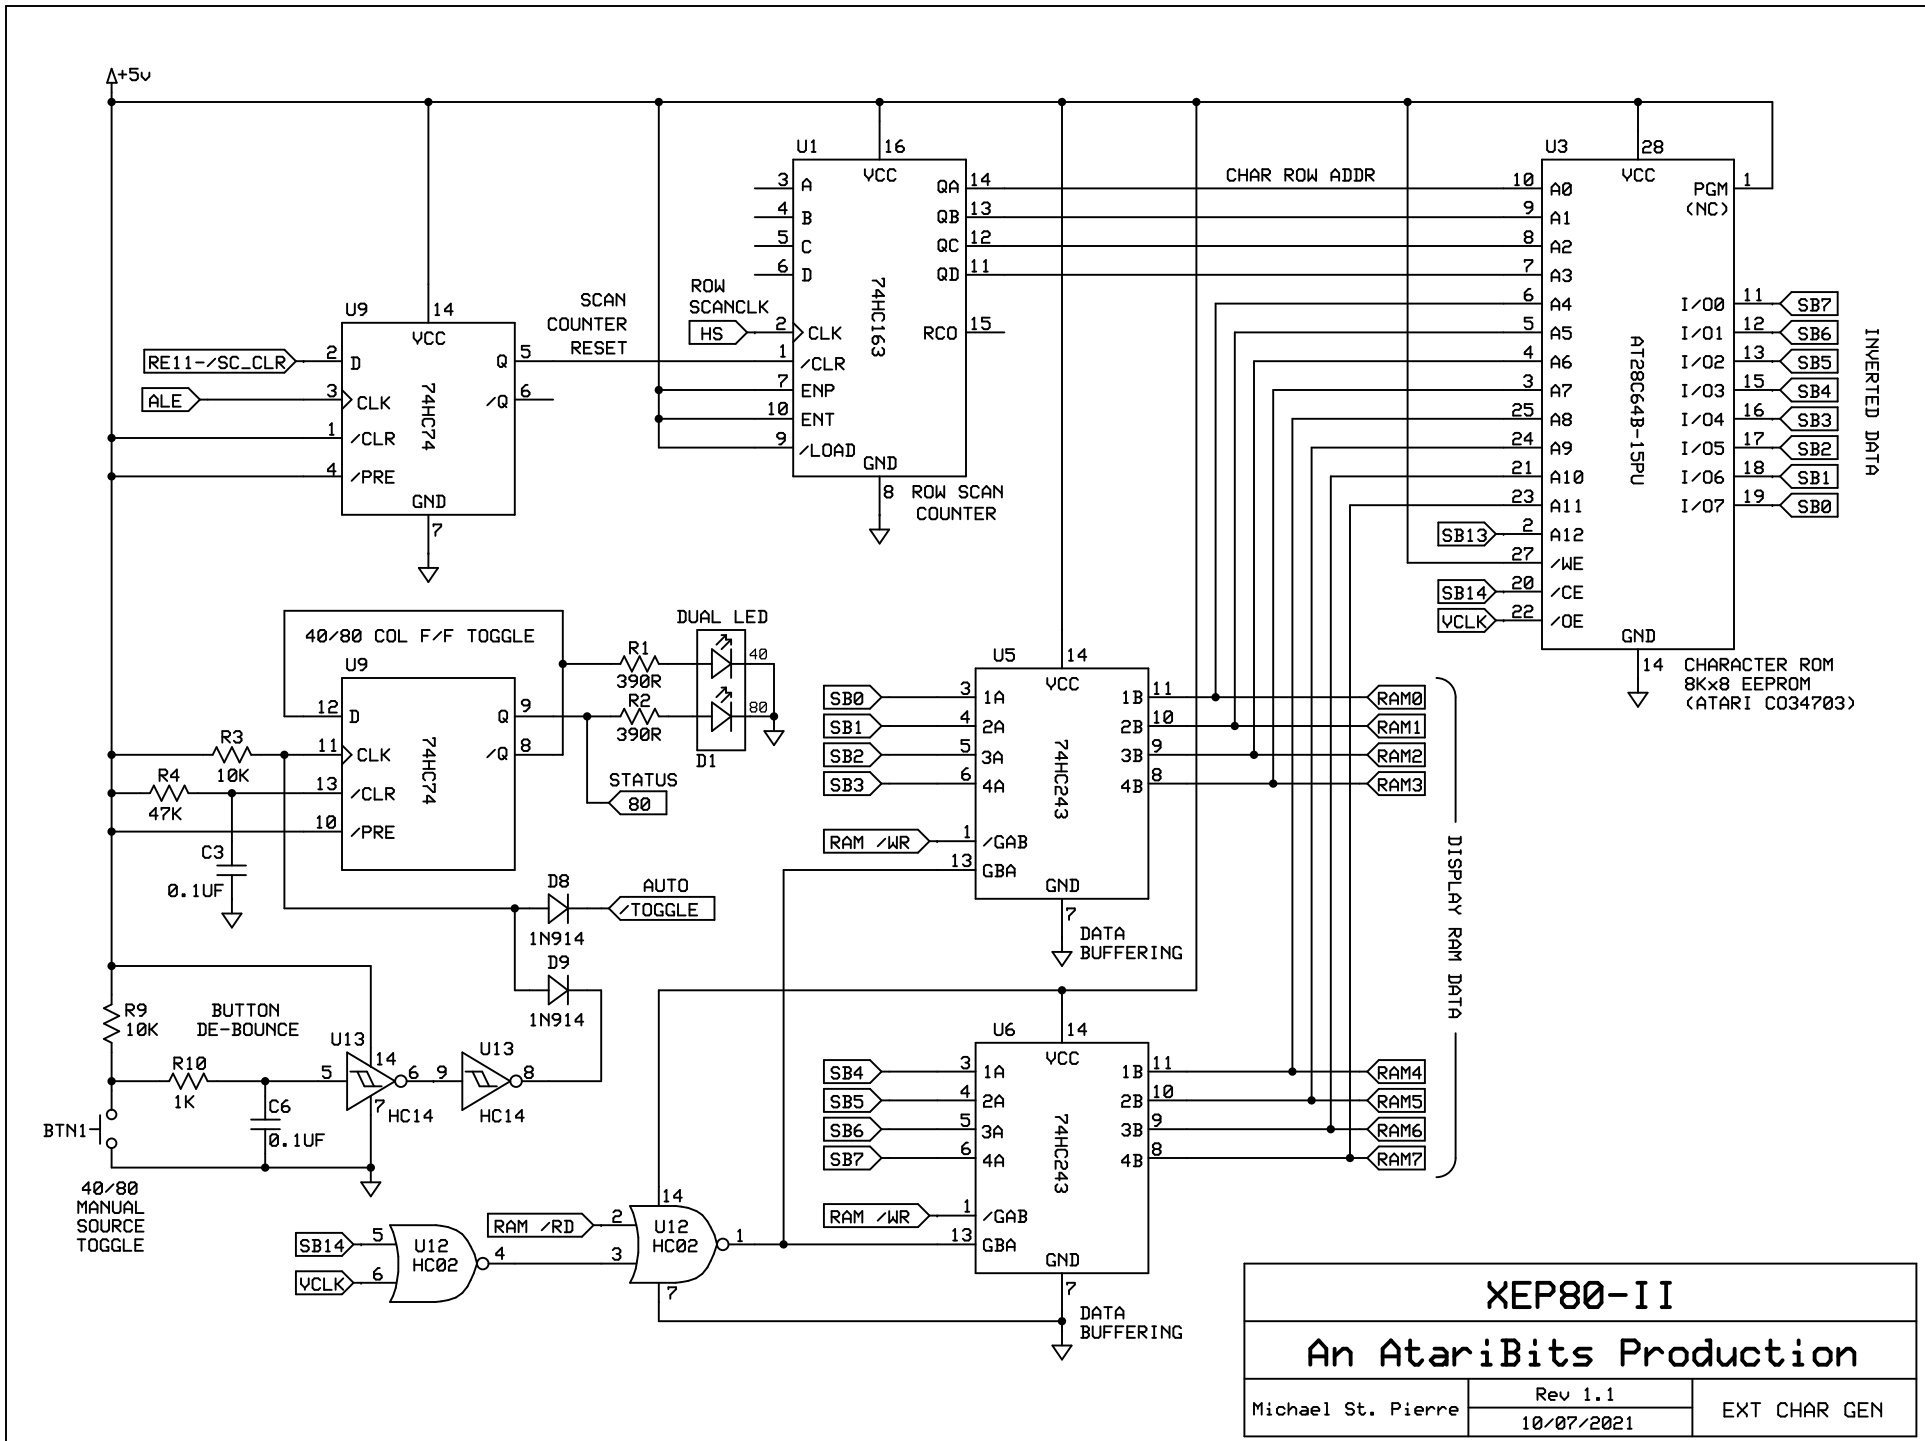 +5v
U1
16
VCC
3 A
4 B
5 C
6 D
QA 14
QB 13
QC 12
QD 11
RCO 15
74HC163
ROW
SCANCLK
HS
2 CLK
1 /CLR
7 ENP
10 ENT
9 /LOAD
GND
8
ROW SCAN
COUNTER
CHAR ROW ADDR
U9
14
VCC
RE11-/SC_CLR
2 D
ALE
3 CLK
1 /CLR
4 /PRE
Q 5
/Q 6
74HC74
GND
7
SCAN
COUNTER
RESET
U3
28
VCC
PGM 1
(NC)
10 A0
9 A1
8 A2
7 A3
6 A4
5 A5
4 A6
3 A7
25 A8
24 A9
21 A10
23 A11
SB13 2 A12
27 /WE
SB14 20 /CE
VCLK 22 /OE
AT28C64B-15PU
I/O0 11 SB7
I/O1 12 SB6
I/O2 13 SB5
I/O3 15 SB4
I/O4 16 SB3
I/O5 17 SB2
I/O6 18 SB1
I/O7 19 SB0
INVERTED DATA
GND
14
CHARACTER ROM
8Kx8 EEPROM
(ATARI CO34703)
40/80 COL F/F TOGGLE
U9
12 D
11 CLK
13 /CLR
10 /PRE
Q 9
/Q 8
74HC74
R3
10K
R4
47K
C3
0.1UF
R1
390R
R2
390R
DUAL LED
40
80
D1
STATUS
80
D8
1N914
AUTO
/TOGGLE
D9
1N914
R9
10K
BUTTON
DE-BOUNCE
R10
1K
C6
0.1UF
U13
14
5
6
7
HC14
U13
9
8
HC14
BTN1
40/80
MANUAL
SOURCE
TOGGLE
U5
14
VCC
SB0 3 1A
SB1 4 2A
SB2 5 3A
SB3 6 4A
RAM /WR 1 /GAB
13 GBA
74HC243
1B 11 RAM0
2B 10 RAM1
3B 9 RAM2
4B 8 RAM3
GND
7
DATA
BUFFERING
DISPLAY RAM DATA
U6
14
VCC
SB4 3 1A
SB5 4 2A
SB6 5 3A
SB7 6 4A
RAM /WR 1 /GAB
13 GBA
74HC243
1B 11 RAM4
2B 10 RAM5
3B 9 RAM6
4B 8 RAM7
GND
7
DATA
BUFFERING
SB14 5
VCLK 6
U12
HC02
4
RAM /RD 2
3
14
U12
HC02
1
7
XEP80-II
An AtariBits Production
Michael St. Pierre
Rev 1.1
10/07/2021
EXT CHAR GEN